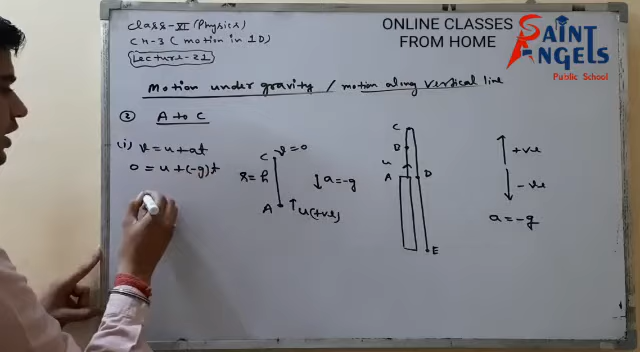 Class-XI (Physics)
Ch-3 (motion in 1D)
Lecture-21
ONLINE CLASSES
FROM HOME
SAINT
ANGELS
Public School
Motion under gravity / motion along vertical line
② A to C
(i) v = u + at
0 = u + (-g)t
C v = 0
s = h
↓ a = -g
A ↑ u(+ve)
C
B
u
A D
E
↑ +ve
↓ -ve
a = -g